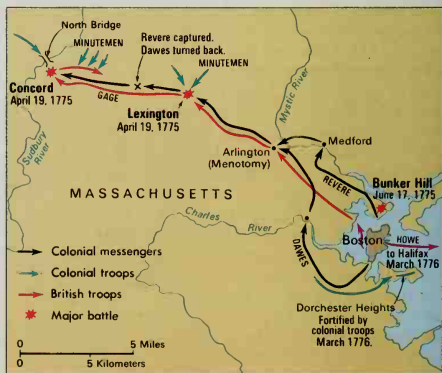 North Bridge
MINUTEMEN
Revere captured.
Dawes turned back.
MINUTEMEN
Concord
April 19, 1775
GAGE
Lexington
April 19, 1775
Sudbury
River
Mystic River
Medford
Arlington
(Menotomy)
REVERE
Bunker Hill
June 17, 1775
MASSACHUSETTS
Charles
River
Boston
HOWE
to Halifax
March 1776
DAWES
Dorchester Heights
Fortified by
colonial troops
March 1776.
Colonial messengers
Colonial troops
British troops
Major battle
0 5 Miles
0 5 Kilometers